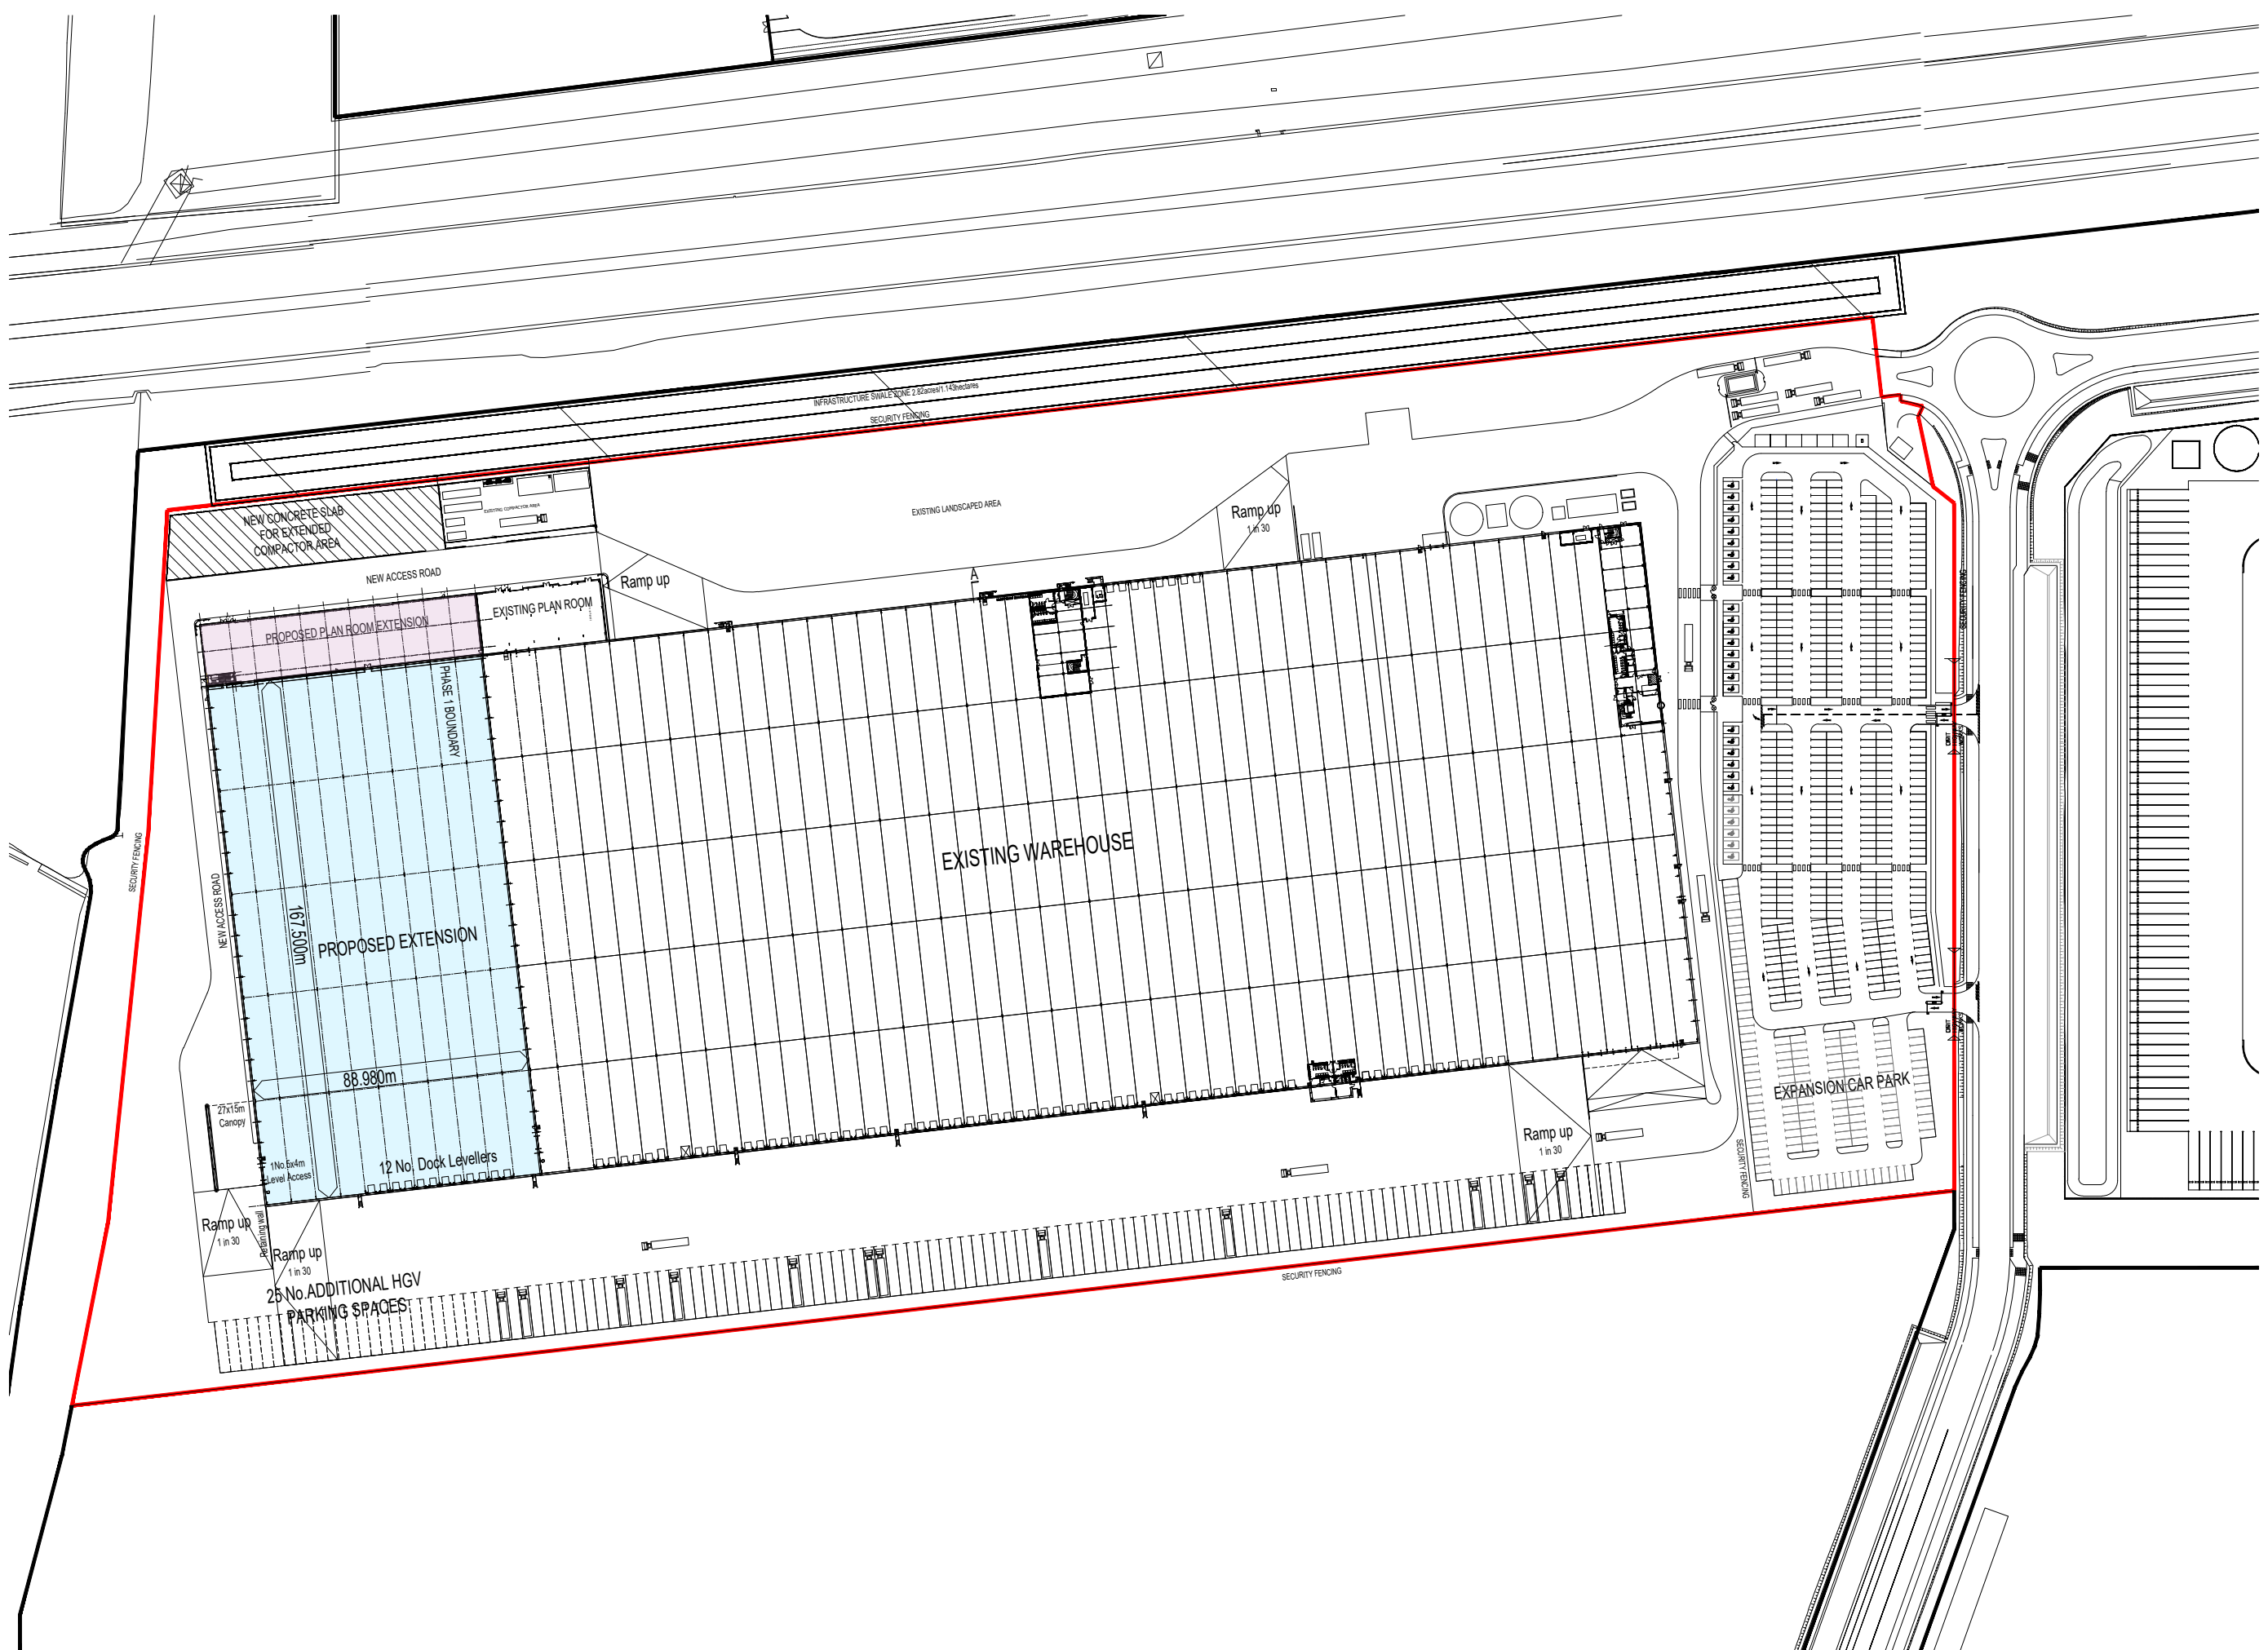 INFRASTRUCTURE SWALE ZONE 2.82acres/1.143hectares
SECURITY FENCING
NEW CONCRETE SLAB
FOR EXTENDED
COMPACTOR AREA
EXISTING COMPACTOR AREA
EXISTING LANDSCAPED AREA
Ramp up
1 in 30
NEW ACCESS ROAD
Ramp up
A
EXISTING PLAN ROOM
PROPOSED PLAN ROOM EXTENSION
PHASE 1 BOUNDARY
SECURITY FENCING
SECURITY FENCING
NEW ACCESS ROAD
EXISTING WAREHOUSE
167.500m
PROPOSED EXTENSION
88.980m
EXPANSION CAR PARK
27x15m
Canopy
1No.5x4m
Level Access
12 No. Dock Levellers
Ramp up
1 in 30
SECURITY FENCING
Ramp up
1 in 30
Retaining wall
Ramp up
1 in 30
25 No.ADDITIONAL HGV
PARKING SPACES
SECURITY FENCING